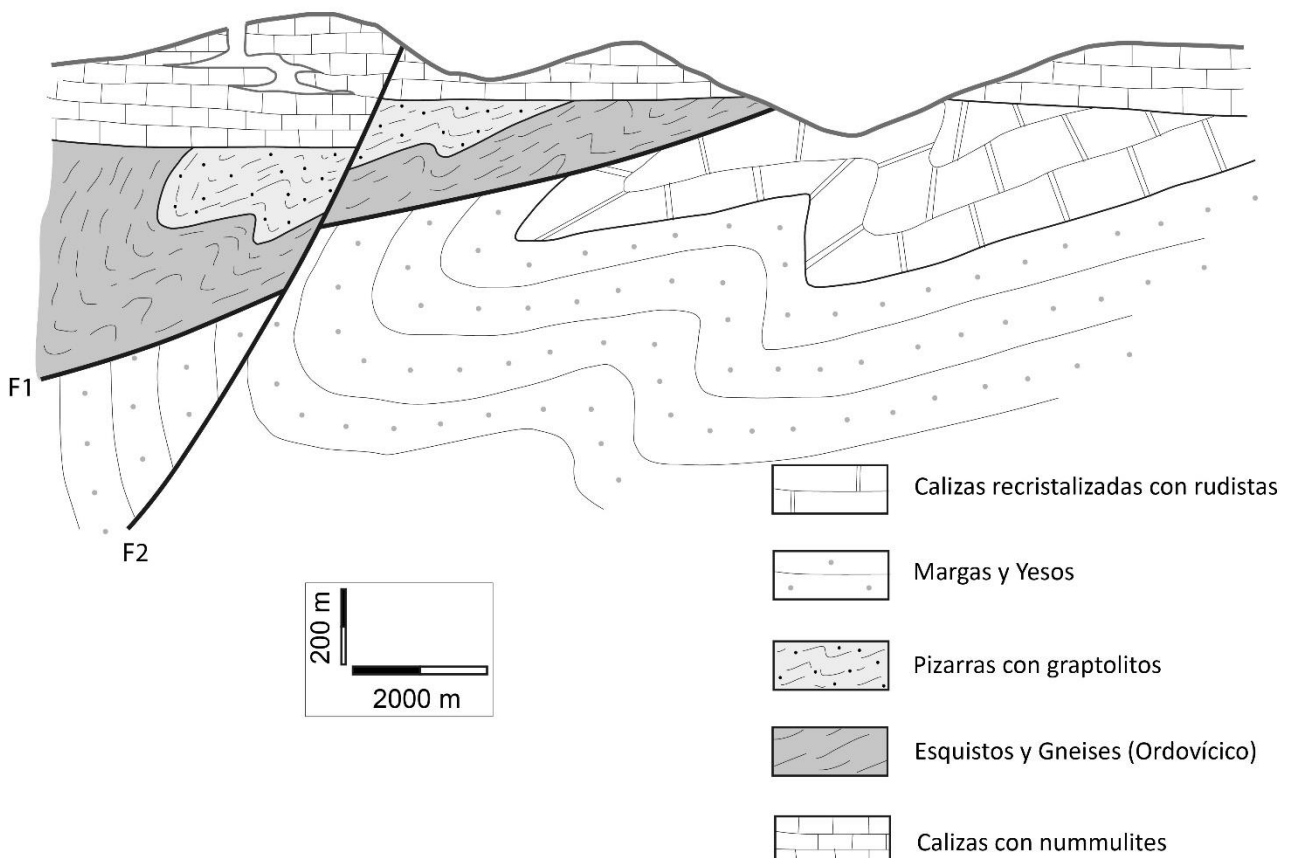 F1
F2
200 m
2000 m
Calizas recristalizadas con rudistas
Margas y Yesos
Pizarras con graptolitos
Esquistos y Gneises (Ordovícico)
Calizas con nummulites